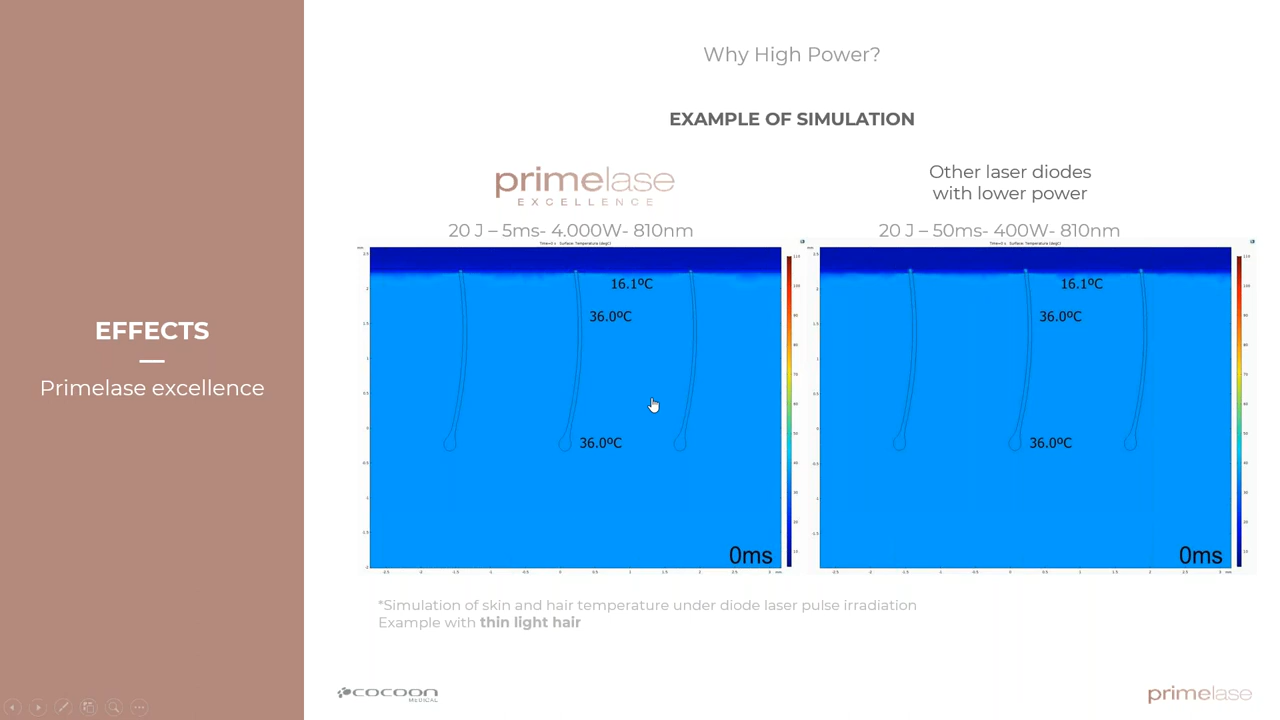 Why High Power?
EXAMPLE OF SIMULATION
primelase
EXCELLENCE
Other laser diodes
with lower power
20 J – 5ms- 4.000W- 810nm
20 J – 50ms- 400W- 810nm
16.1ºC
36.0ºC
36.0ºC
0ms
16.1ºC
36.0ºC
36.0ºC
0ms
EFFECTS
Primelase excellence
*Simulation of skin and hair temperature under diode laser pulse irradiation
Example with thin light hair
cocoon
MEDICAL
primelase